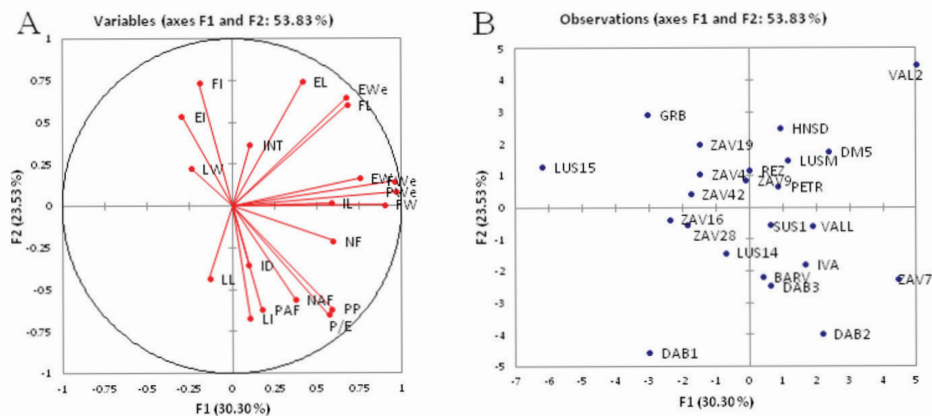 A
Variables (axes F1 and F2: 53.83%)
1
0.75
0.5
0.25
0
-0.25
-0.5
-0.75
-1
F2 (23.53%)
FI
EL
EWe
FL
EI
INT
LW
EW
FWe
PWe
IL
FW
NF
LL
ID
PAF
NAF
PP
LI
P/E
-1
-0.75
-0.5
-0.25
0
0.25
0.5
0.75
1
F1 (30.30%)
B
Observations (axes F1 and F2: 53.83%)
5
4
3
2
1
0
-1
-2
-3
-4
-5
F2 (23.53%)
VAL2
GRB
HNSD
ZAV19
DM5
LUSM
LUS15
REZ
ZAV9
PETR
ZAV42
ZAV16
ZAV28
SUS1
VALL
LUS14
IVA
BARV
ZAV7
DAB3
DAB2
DAB1
-7
-6
-5
-4
-3
-2
-1
0
1
2
3
4
5
F1 (30.30%)